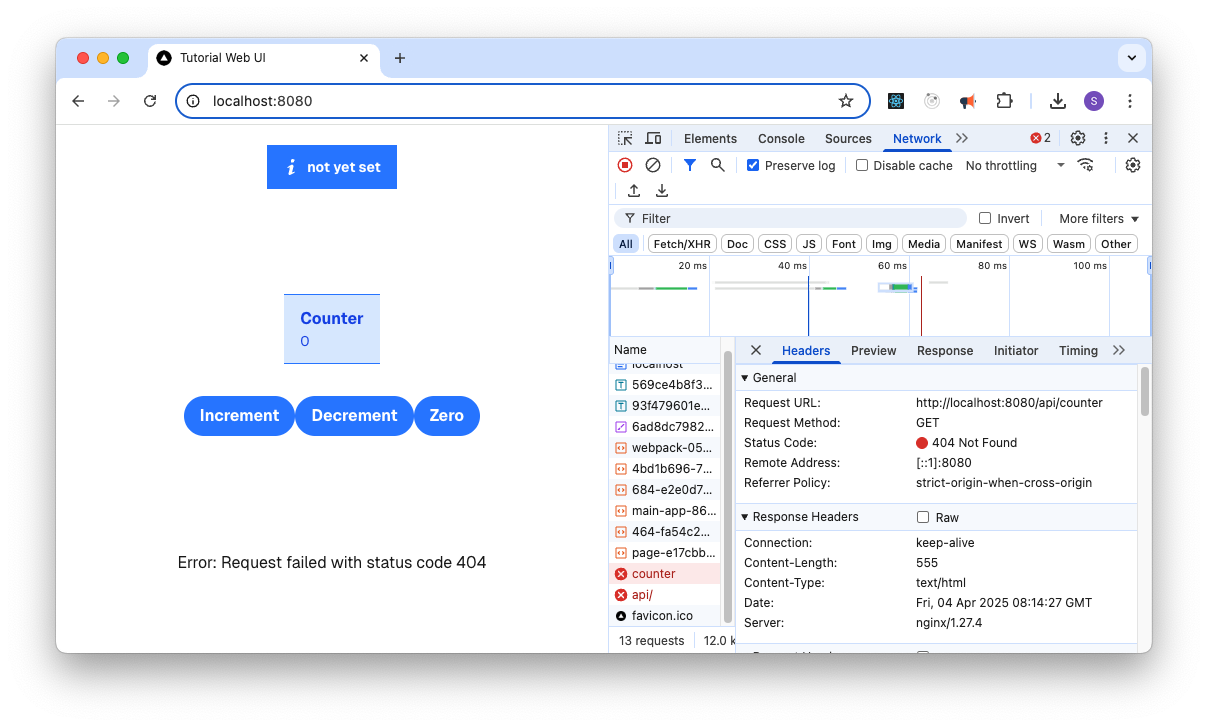 Tutorial Web UI
localhost:8080
S
i not yet set
Counter
0
Increment Decrement Zero
Error: Request failed with status code 404
Elements Console Sources Network 2
Preserve log Disable cache No throttling
Filter Invert More filters
All Fetch/XHR Doc CSS JS Font Img Media Manifest WS Wasm Other
20 ms 40 ms 60 ms 80 ms 100 ms
Name
localhost
569ce4b8f3...
93f479601e...
6ad8dc7982...
webpack-05...
4bd1b696-7...
684-e2e0d7...
main-app-86...
464-fa54c2...
page-e17cbb...
counter
api/
favicon.ico
13 requests 12.0 k
Headers Preview Response Initiator Timing
General
Request URL: http://localhost:8080/api/counter
Request Method: GET
Status Code: 404 Not Found
Remote Address: [::1]:8080
Referrer Policy: strict-origin-when-cross-origin
Response Headers Raw
Connection: keep-alive
Content-Length: 555
Content-Type: text/html
Date: Fri, 04 Apr 2025 08:14:27 GMT
Server: nginx/1.27.4